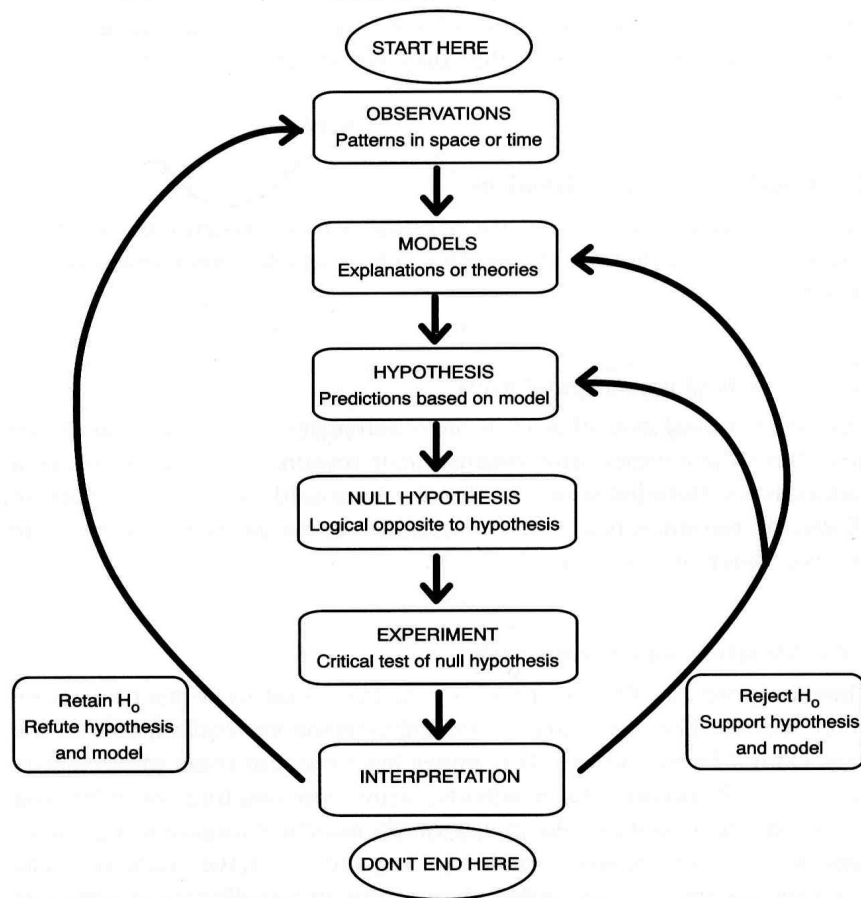 START HERE
OBSERVATIONS
Patterns in space or time
MODELS
Explanations or theories
HYPOTHESIS
Predictions based on model
NULL HYPOTHESIS
Logical opposite to hypothesis
EXPERIMENT
Critical test of null hypothesis
Retain Ho
Refute hypothesis
and model
Reject Ho
Support hypothesis
and model
INTERPRETATION
DON'T END HERE